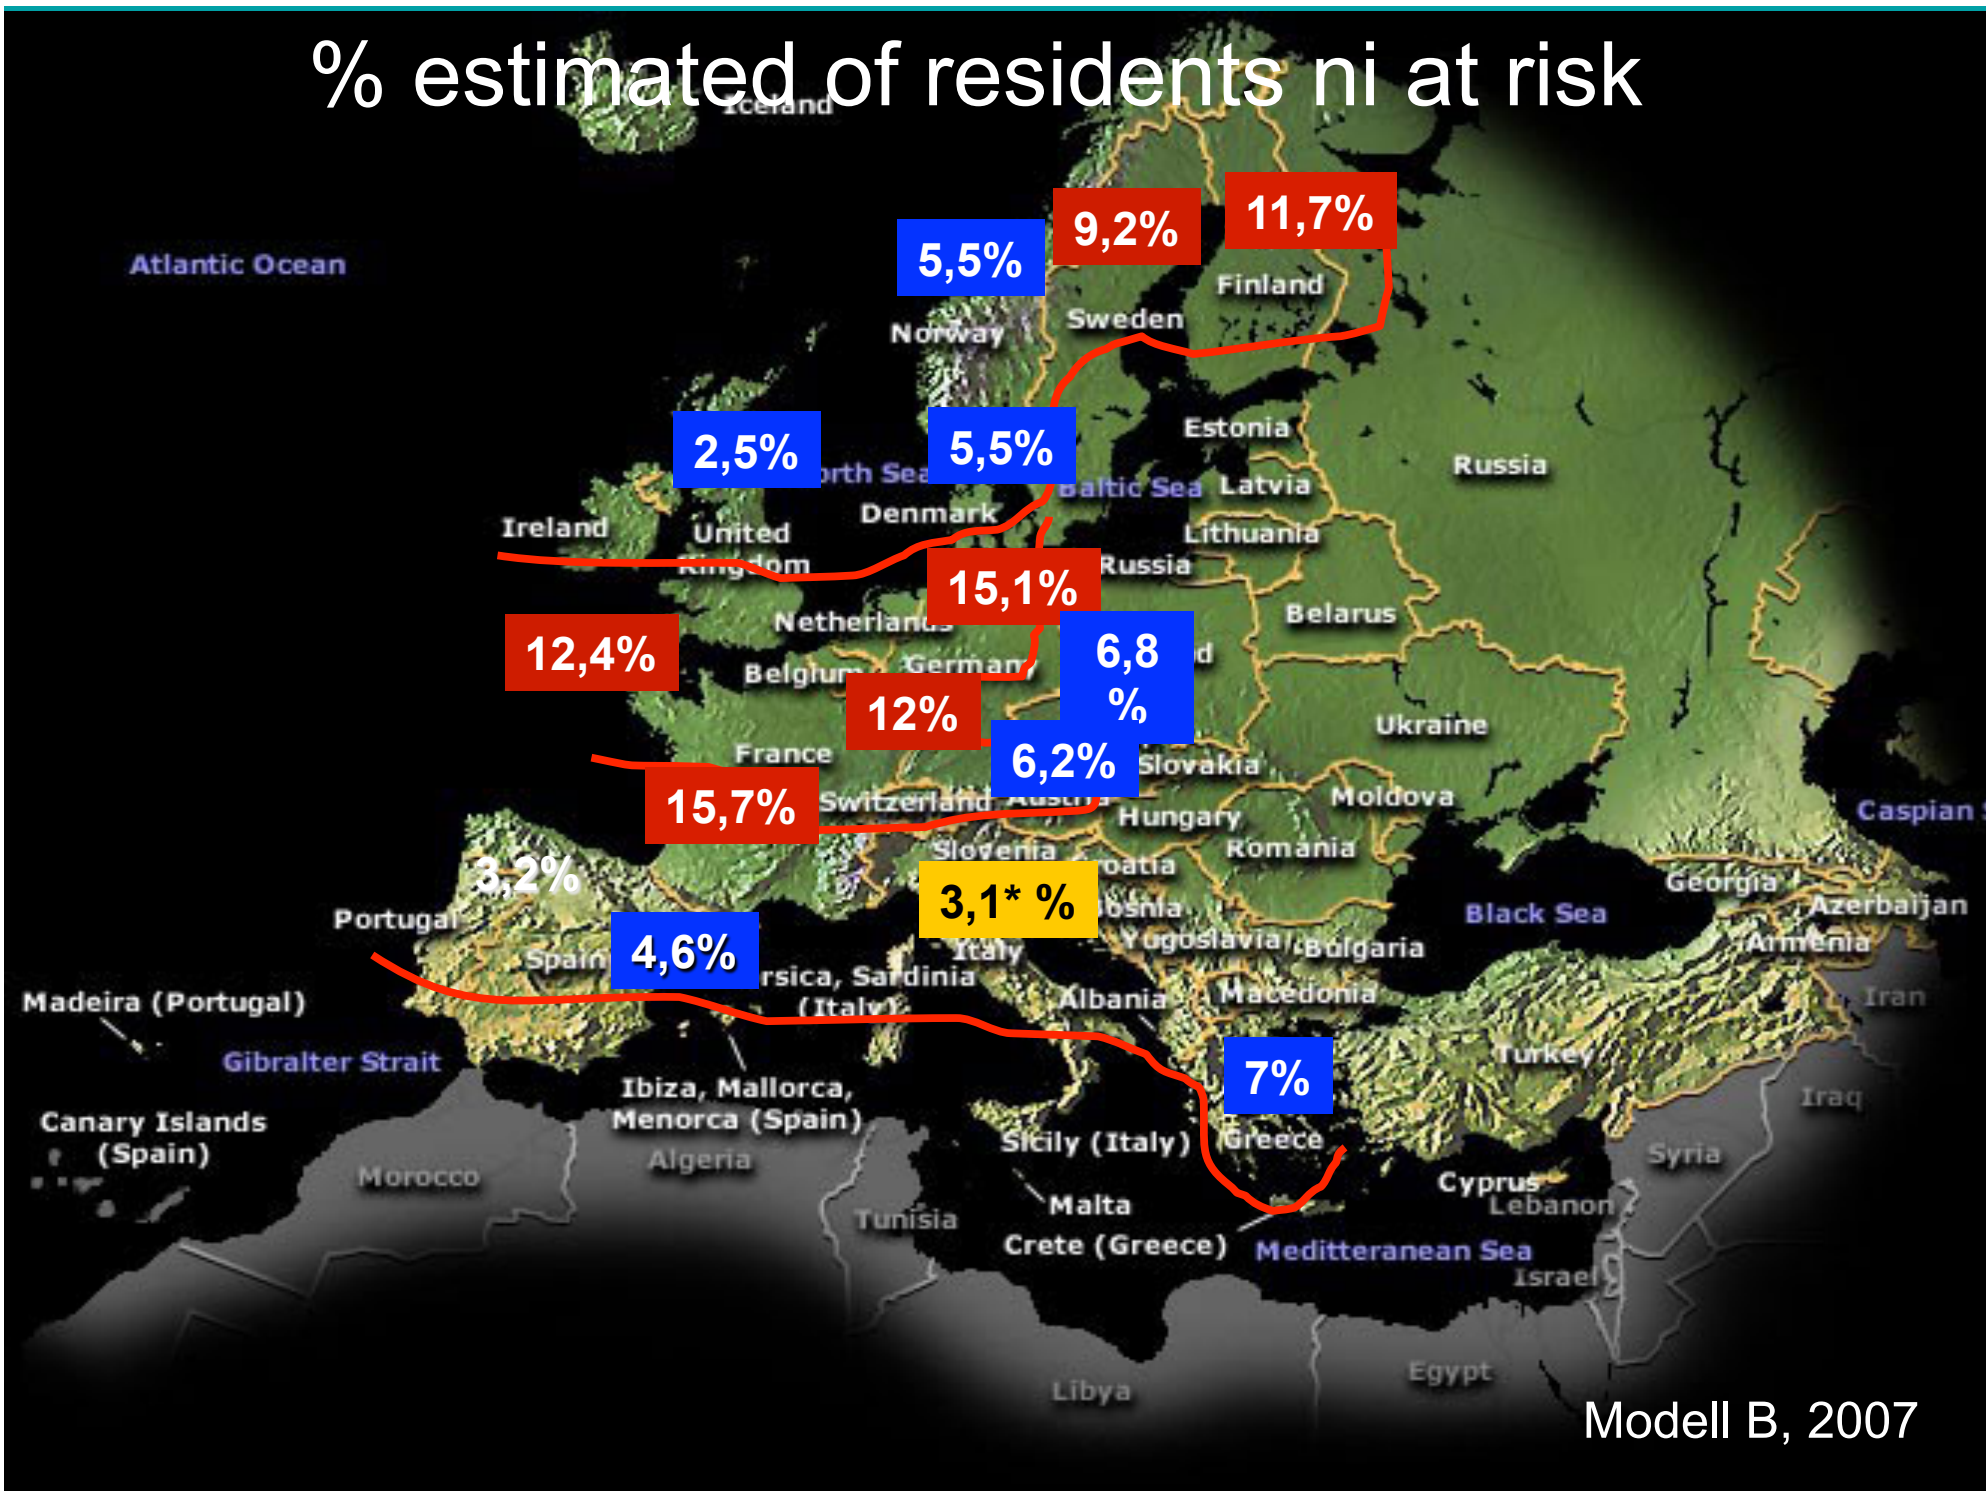 % estimated of residents ni at risk
Iceland
Atlantic Ocean
5,5%
9,2%
11,7%
Finland
Sweden
Norway
2,5%
5,5%
orth Sea
Estonia
Russia
Baltic Sea
Latvia
Denmark
Ireland
United
Kingdom
Lithuania
Russia
15,1%
Belarus
Netherlands
12,4%
6,8
%
d
Belgium
Germany
12%
Ukraine
France
6,2%
Slovakia
15,7%
Switzerland
Austria
Moldova
Hungary
Caspian
Slovenia
oatia
Romania
3,2%
Georgia
3,1* %
osnia
Black Sea
Azerbaijan
Portugal
4,6%
Spain
Italy
Yugoslavia
Bulgaria
Armenia
rsica, Sardinia
(Italy)
Madeira (Portugal)
Albania
Macedonia
Iran
Gibralter Strait
7%
Turkey
Ibiza, Mallorca,
Menorca (Spain)
Iraq
Canary Islands
(Spain)
Sicily (Italy)
Greece
Morocco
Algeria
Syria
Cyprus
Lebanon
Malta
Tunisia
Crete (Greece)
Mediterranean Sea
Israel
Libya
Egypt
Modell B, 2007